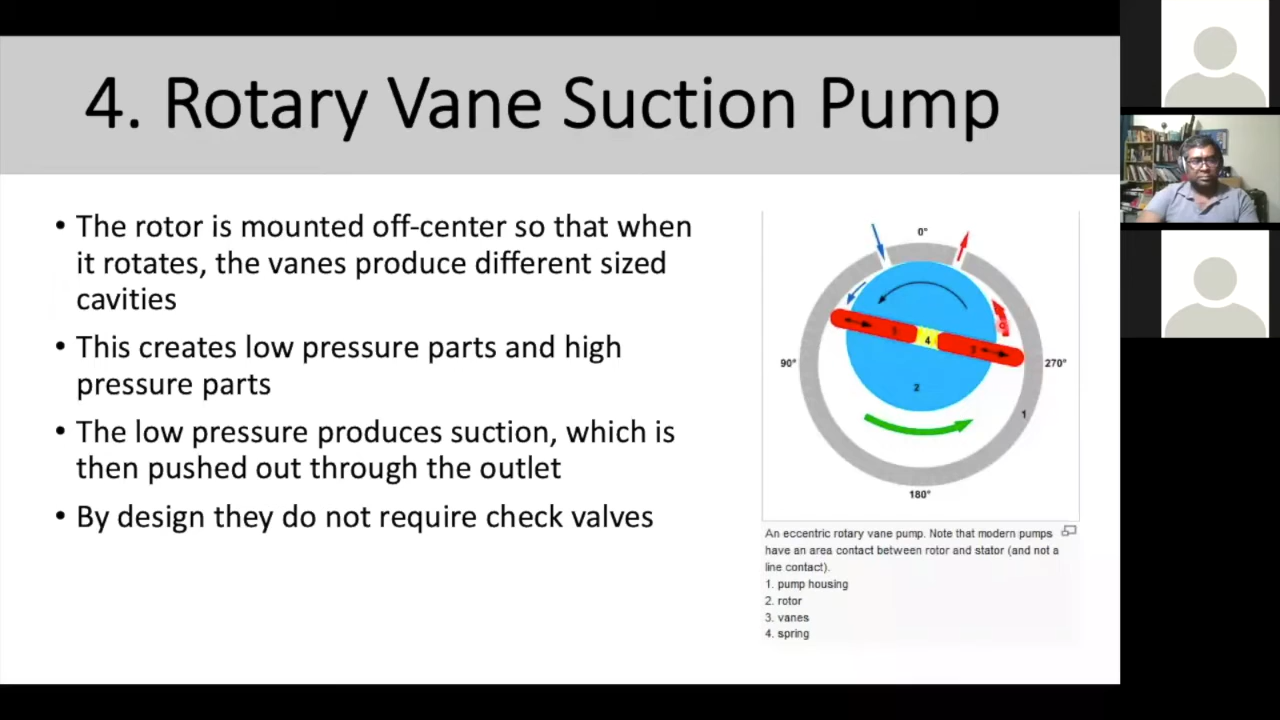 4. Rotary Vane Suction Pump
• The rotor is mounted off-center so that when
it rotates, the vanes produce different sized
cavities
• This creates low pressure parts and high
pressure parts
• The low pressure produces suction, which is
then pushed out through the outlet
• By design they do not require check valves
0°
90°
270°
180°
4
2
1
An eccentric rotary vane pump. Note that modern pumps
have an area contact between rotor and stator (and not a
line contact).
1. pump housing
2. rotor
3. vanes
4. spring